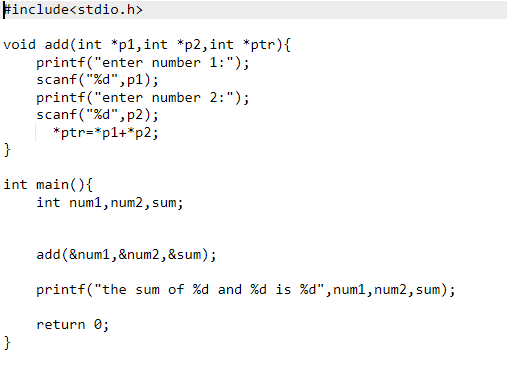 #include<stdio.h>
void add(int *p1,int *p2,int *ptr){
printf("enter number 1:");
scanf("%d",p1);
printf("enter number 2:");
scanf("%d",p2);
*ptr=*p1+*p2;
}
int main(){
int num1,num2,sum;
add(&num1,&num2,&sum);
printf("the sum of %d and %d is %d",num1,num2,sum);
return 0;
}